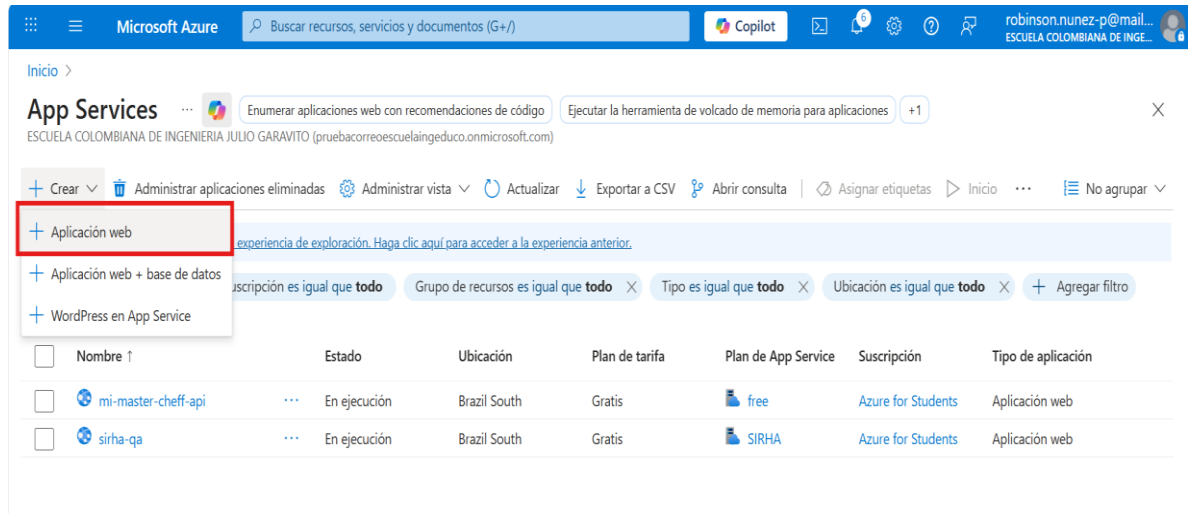 Microsoft Azure Buscar recursos, servicios y documentos (G+/) Copilot 6 robinson.nunez-p@mail...
ESCUELA COLOMBIANA DE INGE...
Inicio >
App Services ... Enumerar aplicaciones web con recomendaciones de código Ejecutar la herramienta de volcado de memoria para aplicaciones +1
ESCUELA COLOMBIANA DE INGENIERIA JULIO GARAVITO (pruebacorreoescuelaingeduco.onmicrosoft.com)
+ Crear Administrar aplicaciones eliminadas Administrar vista Actualizar Exportar a CSV Abrir consulta Asignar etiquetas Inicio ... No agrupar
+ Aplicación web
experiencia de exploración. Haga clic aquí para acceder a la experiencia anterior.
+ Aplicación web + base de datos
uscripción es igual que todo Grupo de recursos es igual que todo Tipo es igual que todo Ubicación es igual que todo + Agregar filtro
+ WordPress en App Service
Nombre ↑ Estado Ubicación Plan de tarifa Plan de App Service Suscripción Tipo de aplicación
mi-master-cheff-api ... En ejecución Brazil South Gratis free Azure for Students Aplicación web
sirha-qa ... En ejecución Brazil South Gratis SIRHA Azure for Students Aplicación web